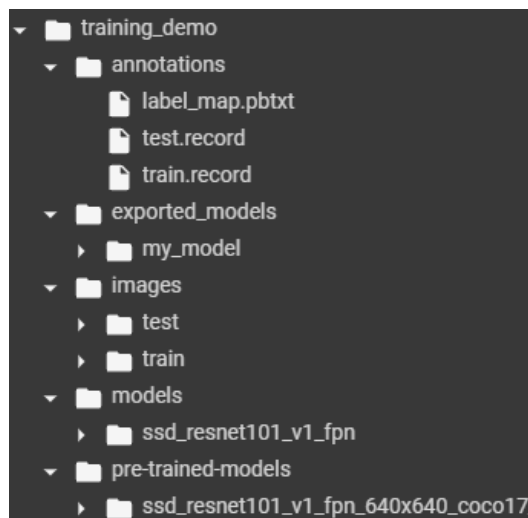 training_demo
annotations
label_map.pbtxt
test.record
train.record
exported_models
my_model
images
test
train
models
ssd_resnet101_v1_fpn
pre-trained-models
ssd_resnet101_v1_fpn_640x640_coco17